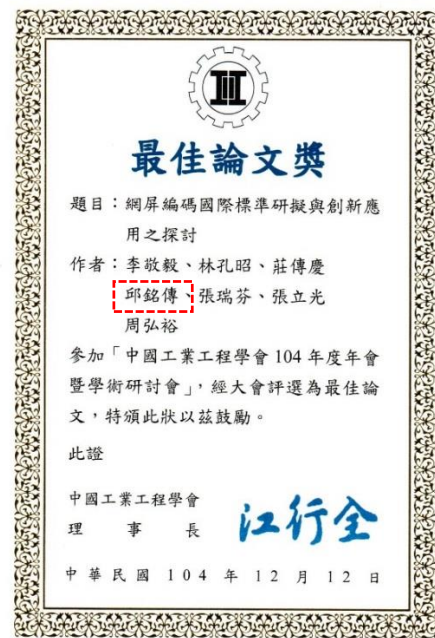 最佳論文獎
題目：網屏編碼國際標準研擬與創新應
用之探討
作者：李敬毅、林孔昭、莊傳慶
邱銘傳、張瑞芬、張立光
周弘裕
參加「中國工業工程學會104年度年會
暨學術研討會」，經大會評選為最佳論
文，特頒此狀以茲鼓勵。
此證
中國工業工程學會
理事長 江行全
中華民國104年12月12日